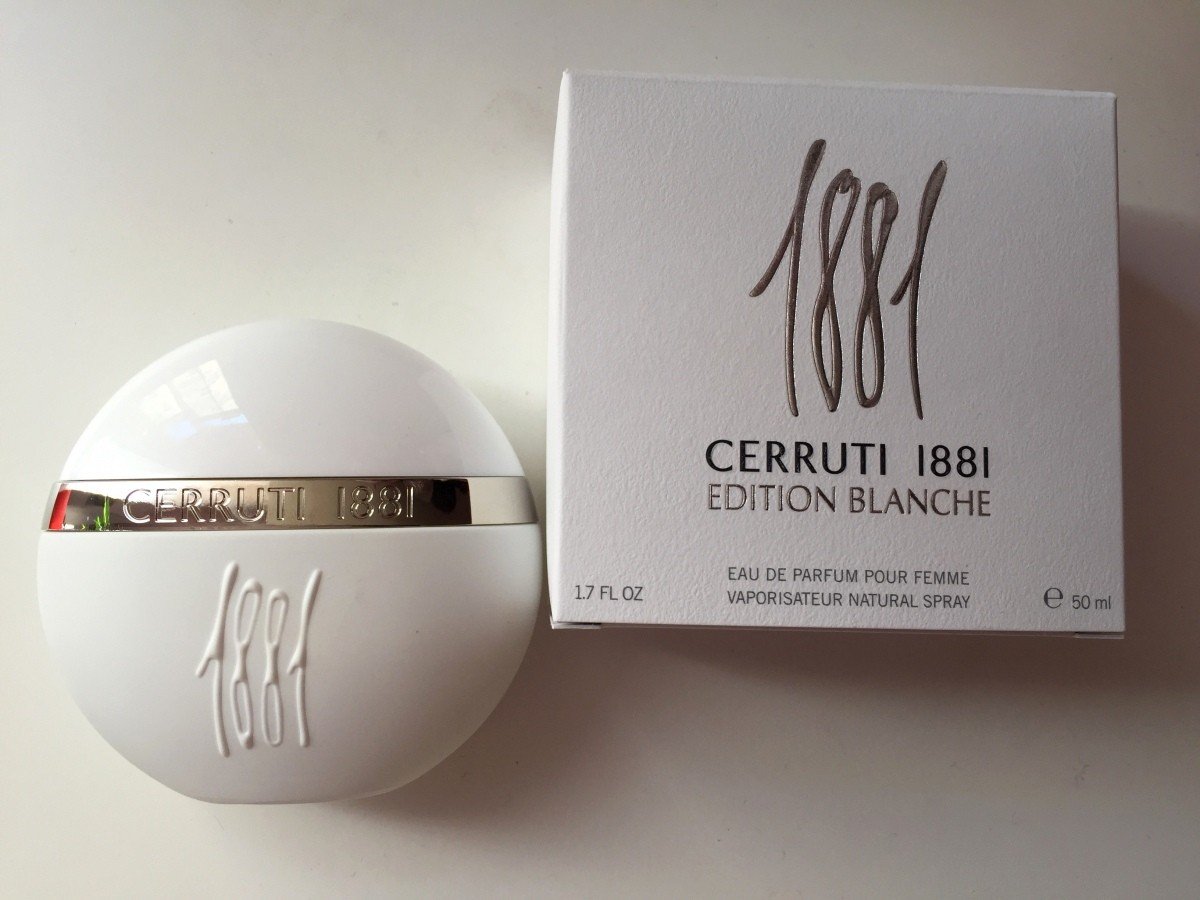 1881
CERRUTI 1881
EDITION BLANCHE
EAU DE PARFUM POUR FEMME
1.7 FL OZ VAPORISATEUR NATURAL SPRAY ℮ 50 ml
CERRUTI 1881
1881